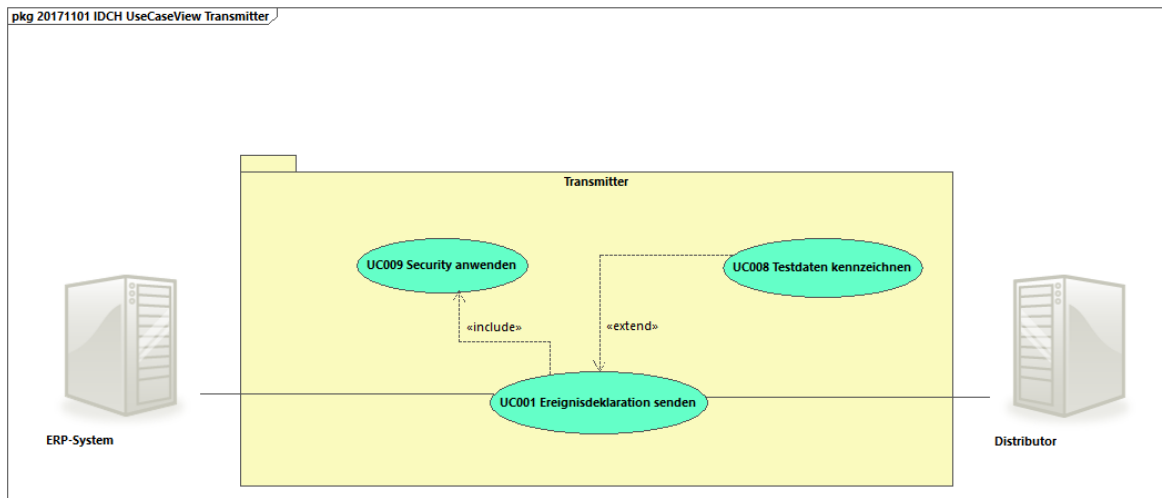 pkg 20171101 IDCH UseCaseView Transmitter
Transmitter
UC009 Security anwenden
UC008 Testdaten kennzeichnen
«include»
«extend»
UC001 Ereignisdeklaration senden
ERP-System
Distributor